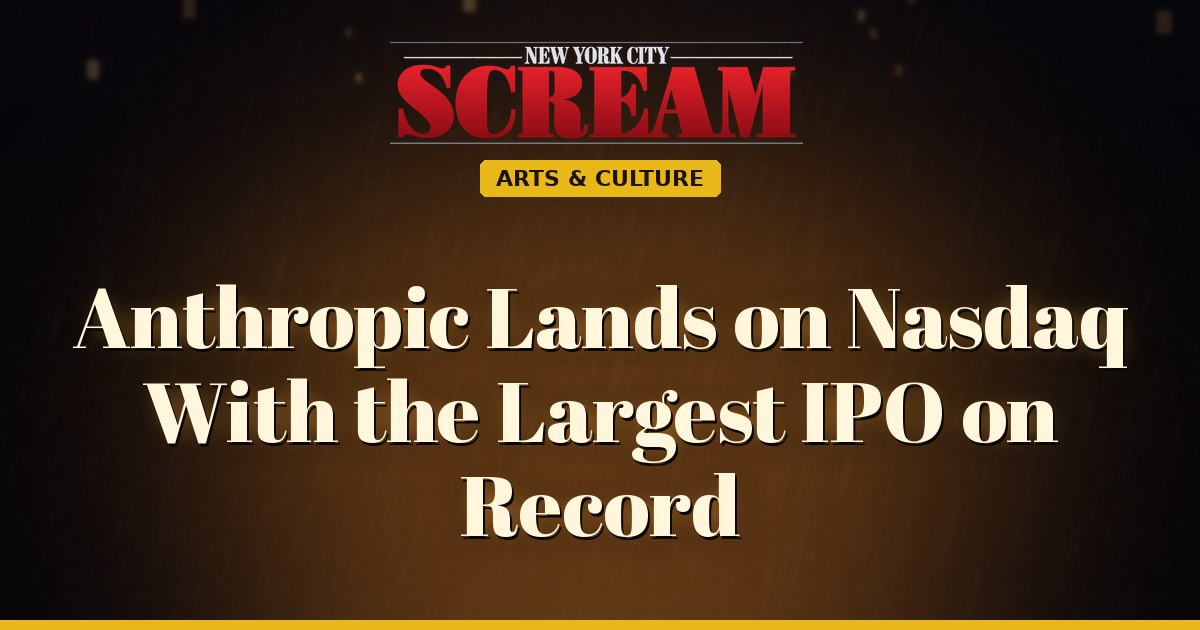 NEW YORK CITY
SCREAM
ARTS & CULTURE
Anthropic Lands on Nasdaq
With the Largest IPO on
Record